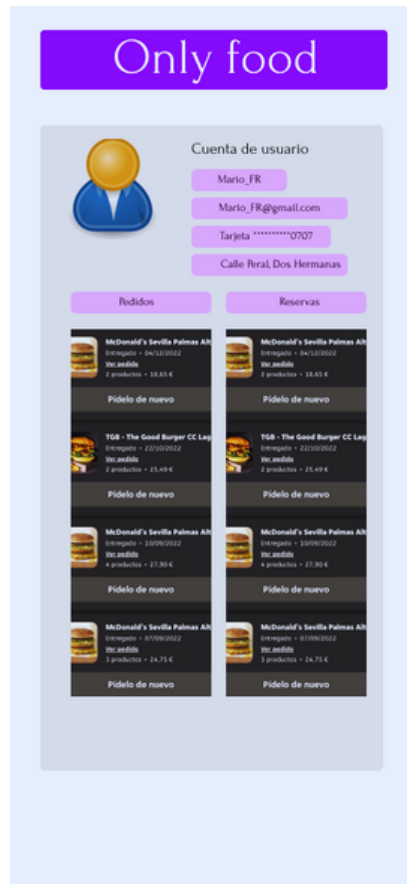 Only food
Cuenta de usuario
Mario_FR
Mario_FR@gmail.com
Tarjeta **********0707
Calle Peral, Dos Hermanas
Pedidos
Reservas
McDonald's Sevilla Palmas Alt
Entregado • 04/12/2022
Ver pedido
2 productos • 18,65 €
Pídelo de nuevo
TGB - The Good Burger CC Lag
Entregado • 22/10/2022
Ver pedido
2 productos • 25,49 €
Pídelo de nuevo
McDonald's Sevilla Palmas Alt
Entregado • 10/09/2022
Ver pedido
4 productos • 27,90 €
Pídelo de nuevo
McDonald's Sevilla Palmas Alt
Entregado • 07/09/2022
Ver pedido
3 productos • 24,75 €
Pídelo de nuevo
McDonald's Sevilla Palmas Alt
Entregado • 04/12/2022
Ver pedido
2 productos • 18,65 €
Pídelo de nuevo
TGB - The Good Burger CC Lag
Entregado • 22/10/2022
Ver pedido
2 productos • 25,49 €
Pídelo de nuevo
McDonald's Sevilla Palmas Alt
Entregado • 10/09/2022
Ver pedido
4 productos • 27,90 €
Pídelo de nuevo
McDonald's Sevilla Palmas Alt
Entregado • 07/09/2022
Ver pedido
3 productos • 24,75 €
Pídelo de nuevo